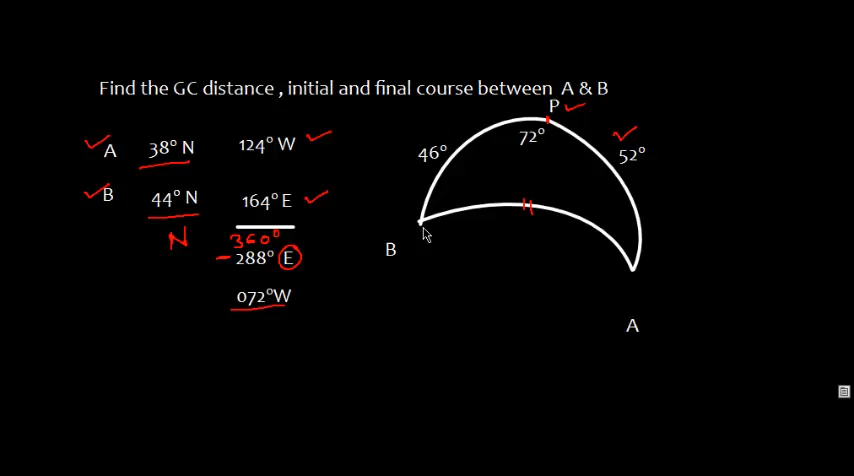 Find the GC distance , initial and final course between A & B
P
A 38° N 124° W
72°
46°
52°
B 44° N 164° E
N 360°
- 288° E
B
072°W
A